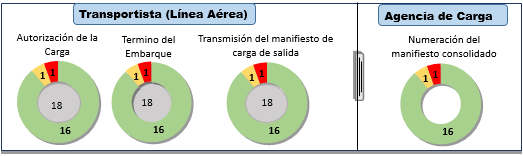 Transportista (Línea Aérea)
Agencia de Carga
Autorización de la
Carga
Termino del
Embarque
Transmisión del manifiesto de
carga de salida
Numeración del
manifiesto consolidado
1
1
18
16
1
1
18
16
1
1
18
16
1
1
16